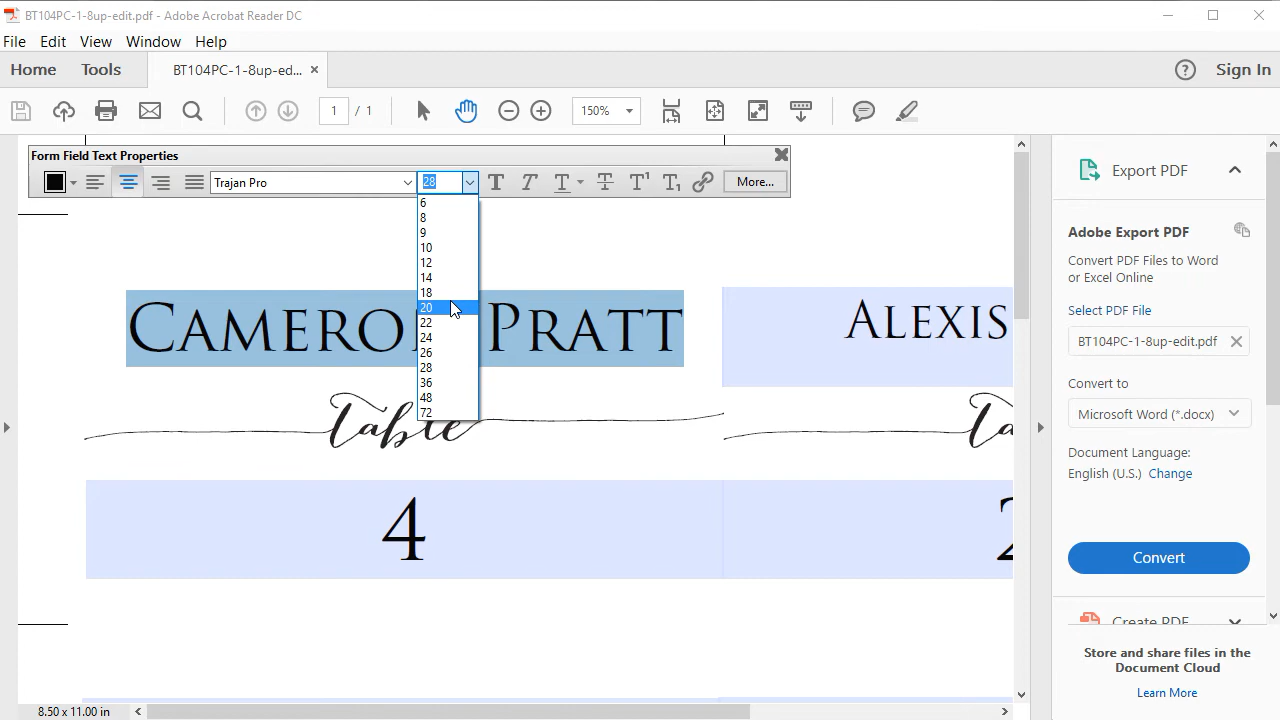 BT104PC-1-8up-edit.pdf - Adobe Acrobat Reader DC
File Edit View Window Help
Home Tools BT104PC-1-8up-ed... Sign In
1 / 1 150%
Form Field Text Properties
Trajan Pro 28 More...
6
8
9
10
12
14
18
20
22
24
26
28
36
48
72
Pratt
Alexis
Table
4
8.50 x 11.00 in
Export PDF
Adobe Export PDF
Convert PDF Files to Word
or Excel Online
Select PDF File
BT104PC-1-8up-edit.pdf
Convert to
Microsoft Word (*.docx)
Document Language:
English (U.S.) Change
Convert
Create PDF
Store and share files in the
Document Cloud
Learn More